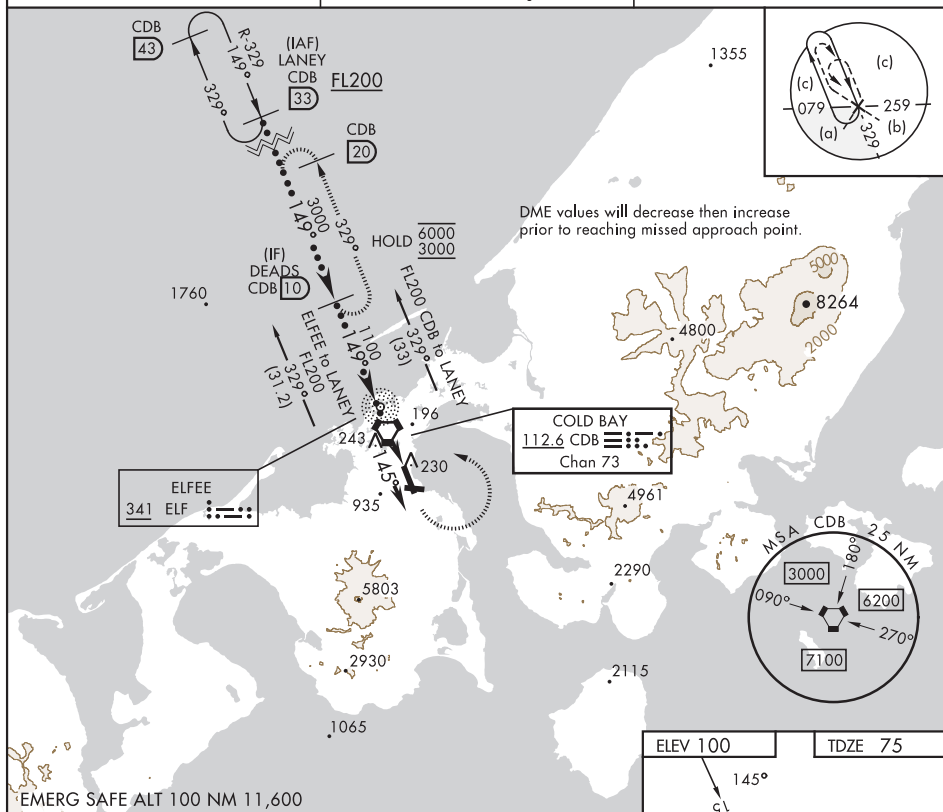 CDB
43
R-329
149°
329°
(IAF)
LANEY
CDB
33
FL200
CDB
20
1355
(c)
(c)
079
259
(a)
(b)
329
3000
149°
329°
HOLD
6000
3000
DME values will decrease then increase
prior to reaching missed approach point.
(IF)
DEADS
CDB 10
1760
ELFEE to LANEY
FL200
329°
(31.2)
1100
149°
FL200 CDB to LANEY
329°
(33)
5000
8264
2000
4800
196
243
145°
230
COLD BAY
112.6 CDB
Chan 73
ELFEE
341 ELF
935
4961
5803
2290
MSA CDB 25 NM
180°
3000
090°
6200
270°
7100
2930
2115
1065
ELEV 100
TDZE 75
145°
EMERG SAFE ALT 100 NM 11,600